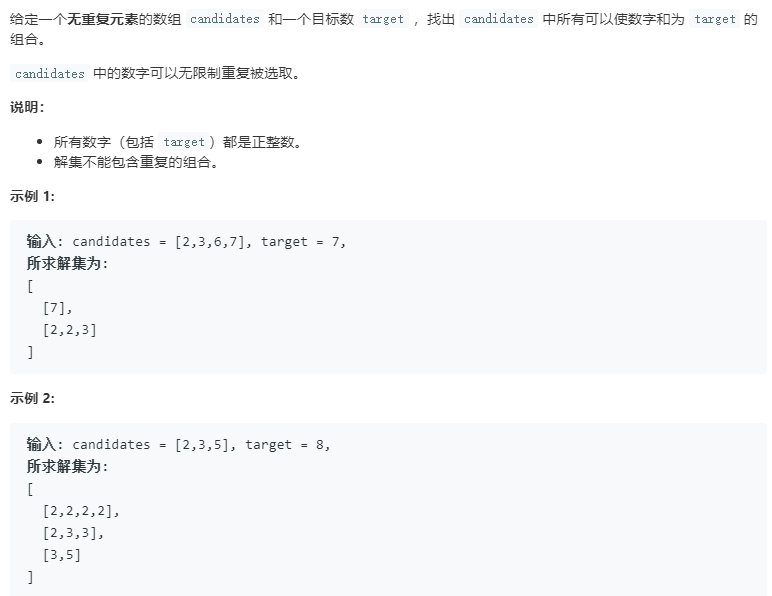 给定一个无重复元素的数组 candidates 和一个目标数 target ，找出 candidates 中所有可以使数字和为 target 的
组合。
candidates 中的数字可以无限制重复被选取。
说明：
• 所有数字（包括 target）都是正整数。
• 解集不能包含重复的组合。
示例 1:
输入: candidates = [2,3,6,7], target = 7,
所求解集为:
[
[7],
[2,2,3]
]
示例 2:
输入: candidates = [2,3,5], target = 8,
所求解集为:
[
[2,2,2,2],
[2,3,3],
[3,5]
]